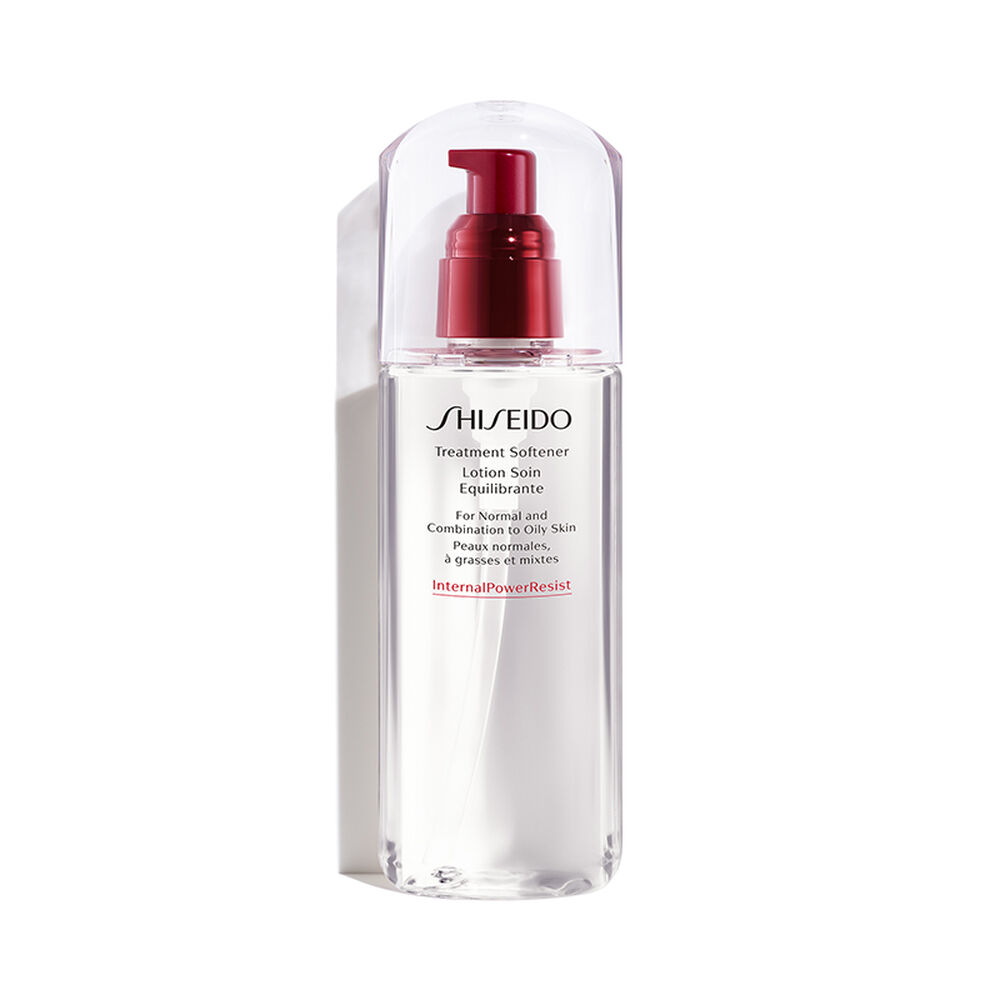 SHISEIDO
Treatment Softener
Lotion Soin
Equilibrante
For Normal and
Combination to Oily Skin
Peaux normales,
à grasses et mixtes
InternalPowerResist